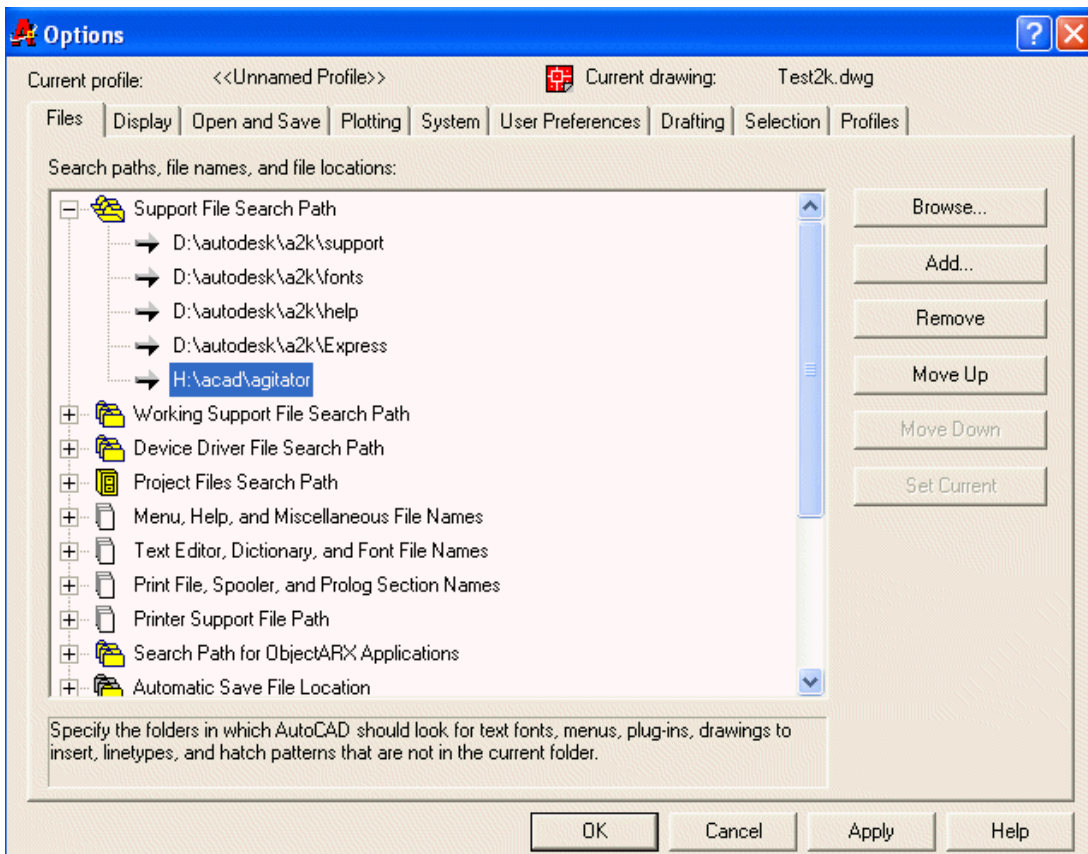 Options
Current profile: <<Unnamed Profile>> Current drawing: Test2k.dwg
Files Display Open and Save Plotting System User Preferences Drafting Selection Profiles
Search paths, file names, and file locations:
Support File Search Path
D:\autodesk\a2k\support
D:\autodesk\a2k\fonts
D:\autodesk\a2k\help
D:\autodesk\a2k\Express
H:\acad\agitator
Working Support File Search Path
Device Driver File Search Path
Project Files Search Path
Menu, Help, and Miscellaneous File Names
Text Editor, Dictionary, and Font File Names
Print File, Spooler, and Prolog Section Names
Printer Support File Path
Search Path for ObjectARX Applications
Automatic Save File Location
Browse...
Add...
Remove
Move Up
Move Down
Set Current
Specify the folders in which AutoCAD should look for text fonts, menus, plug-ins, drawings to
insert, linetypes, and hatch patterns that are not in the current folder.
OK Cancel Apply Help